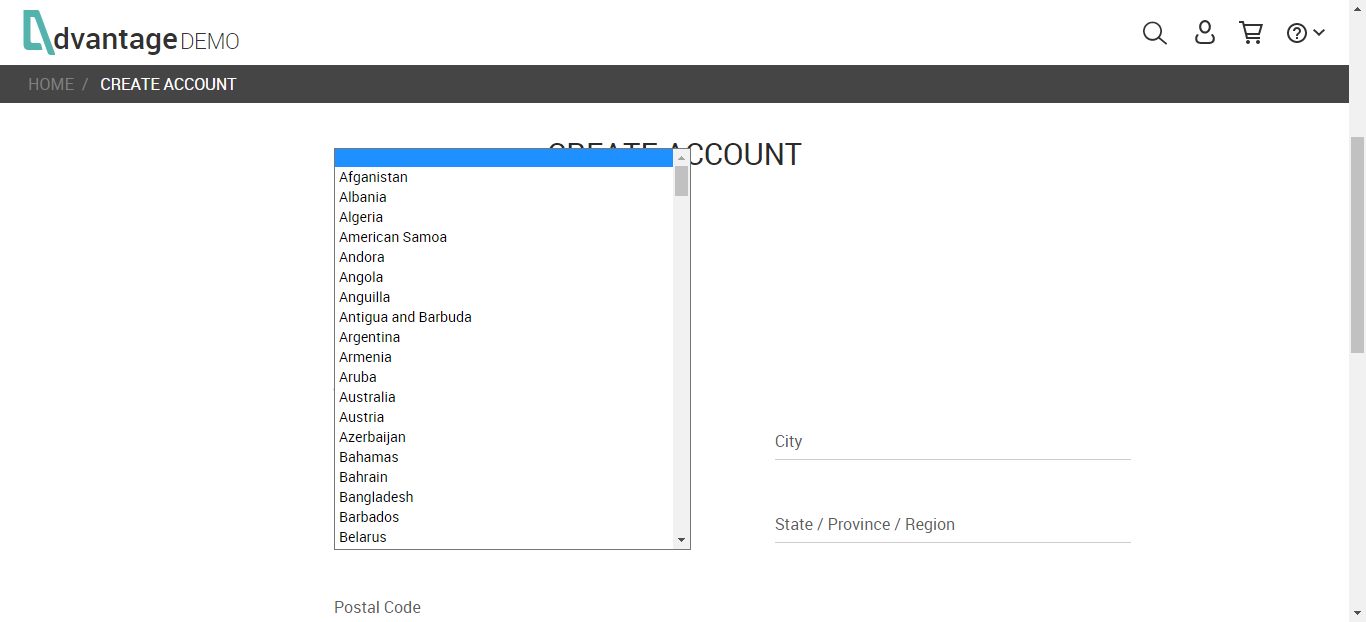 dvantage DEMO
HOME / CREATE ACCOUNT
CREATE ACCOUNT
Afganistan
Albania
Algeria
American Samoa
Andora
Angola
Anguilla
Antigua and Barbuda
Argentina
Armenia
Aruba
Australia
Austria
Azerbaijan
Bahamas
Bahrain
Bangladesh
Barbados
Belarus
City
State / Province / Region
Postal Code